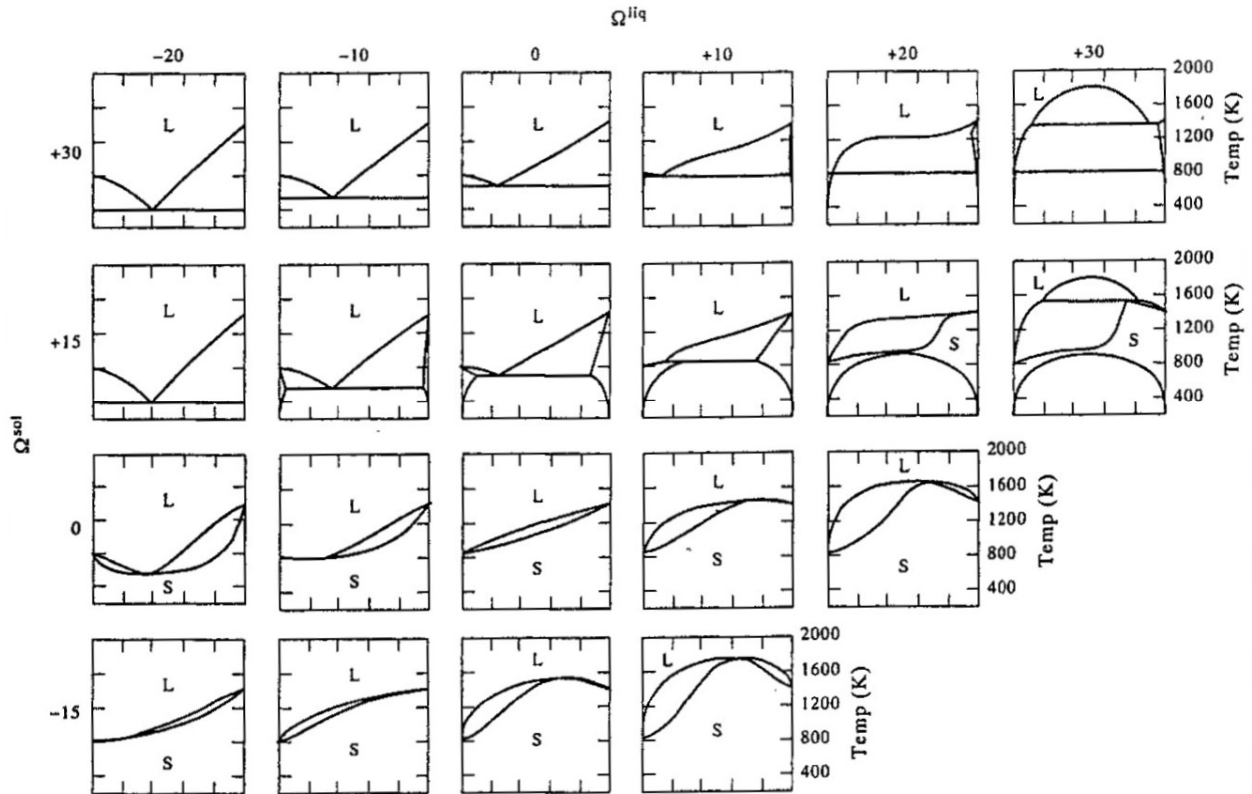 Ω^liq
−20 −10 0 +10 +20 +30
L L L L L L
+30
2000
1600
1200
800
400
Temp (K)
L L L L L L
+15
S S
2000
1600
1200
800
400
Temp (K)
Ω^sol
L L L L L
0
S S S S S
2000
1600
1200
800
400
Temp (K)
L L L L
−15
S S S S
2000
1600
1200
800
400
Temp (K)